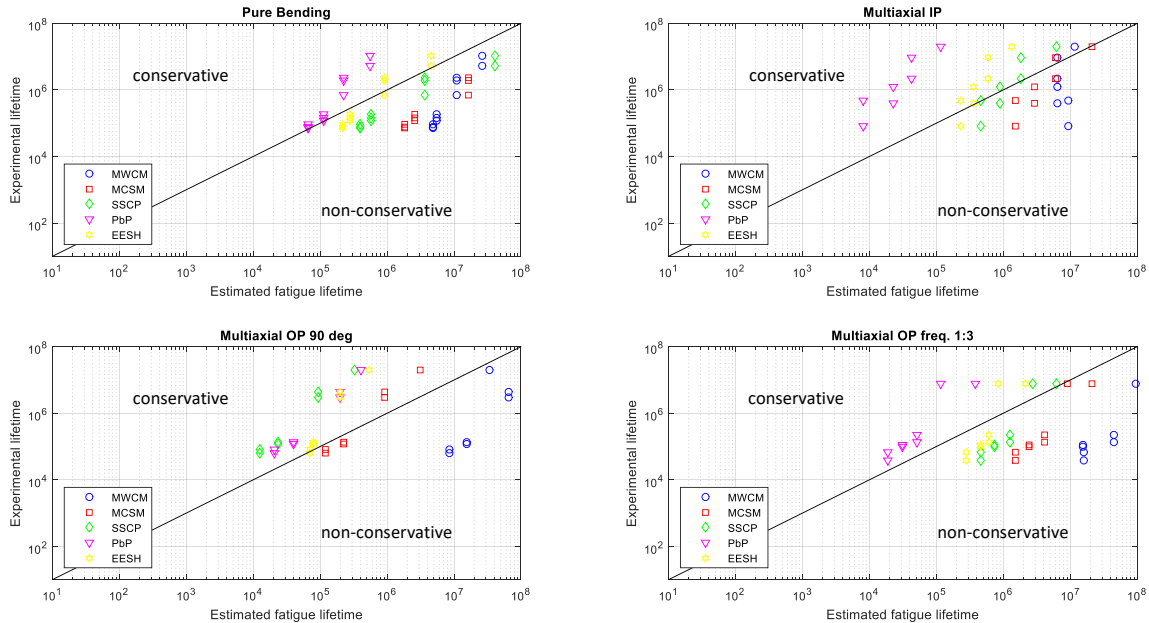 Pure Bending
10^8
10^6
10^4
10^2
Experimental lifetime
conservative
non-conservative
MWCM
MCSM
SSCP
PbP
EESH
10^1 10^2 10^3 10^4 10^5 10^6 10^7 10^8
Estimated fatigue lifetime
Multiaxial IP
10^8
10^6
10^4
10^2
Experimental lifetime
conservative
non-conservative
MWCM
MCSM
SSCP
PbP
EESH
10^1 10^2 10^3 10^4 10^5 10^6 10^7 10^8
Estimated fatigue lifetime
Multiaxial OP 90 deg
10^8
10^6
10^4
10^2
Experimental lifetime
conservative
non-conservative
MWCM
MCSM
SSCP
PbP
EESH
10^1 10^2 10^3 10^4 10^5 10^6 10^7 10^8
Estimated fatigue lifetime
Multiaxial OP freq. 1:3
10^8
10^6
10^4
10^2
Experimental lifetime
conservative
non-conservative
MWCM
MCSM
SSCP
PbP
EESH
10^1 10^2 10^3 10^4 10^5 10^6 10^7 10^8
Estimated fatigue lifetime